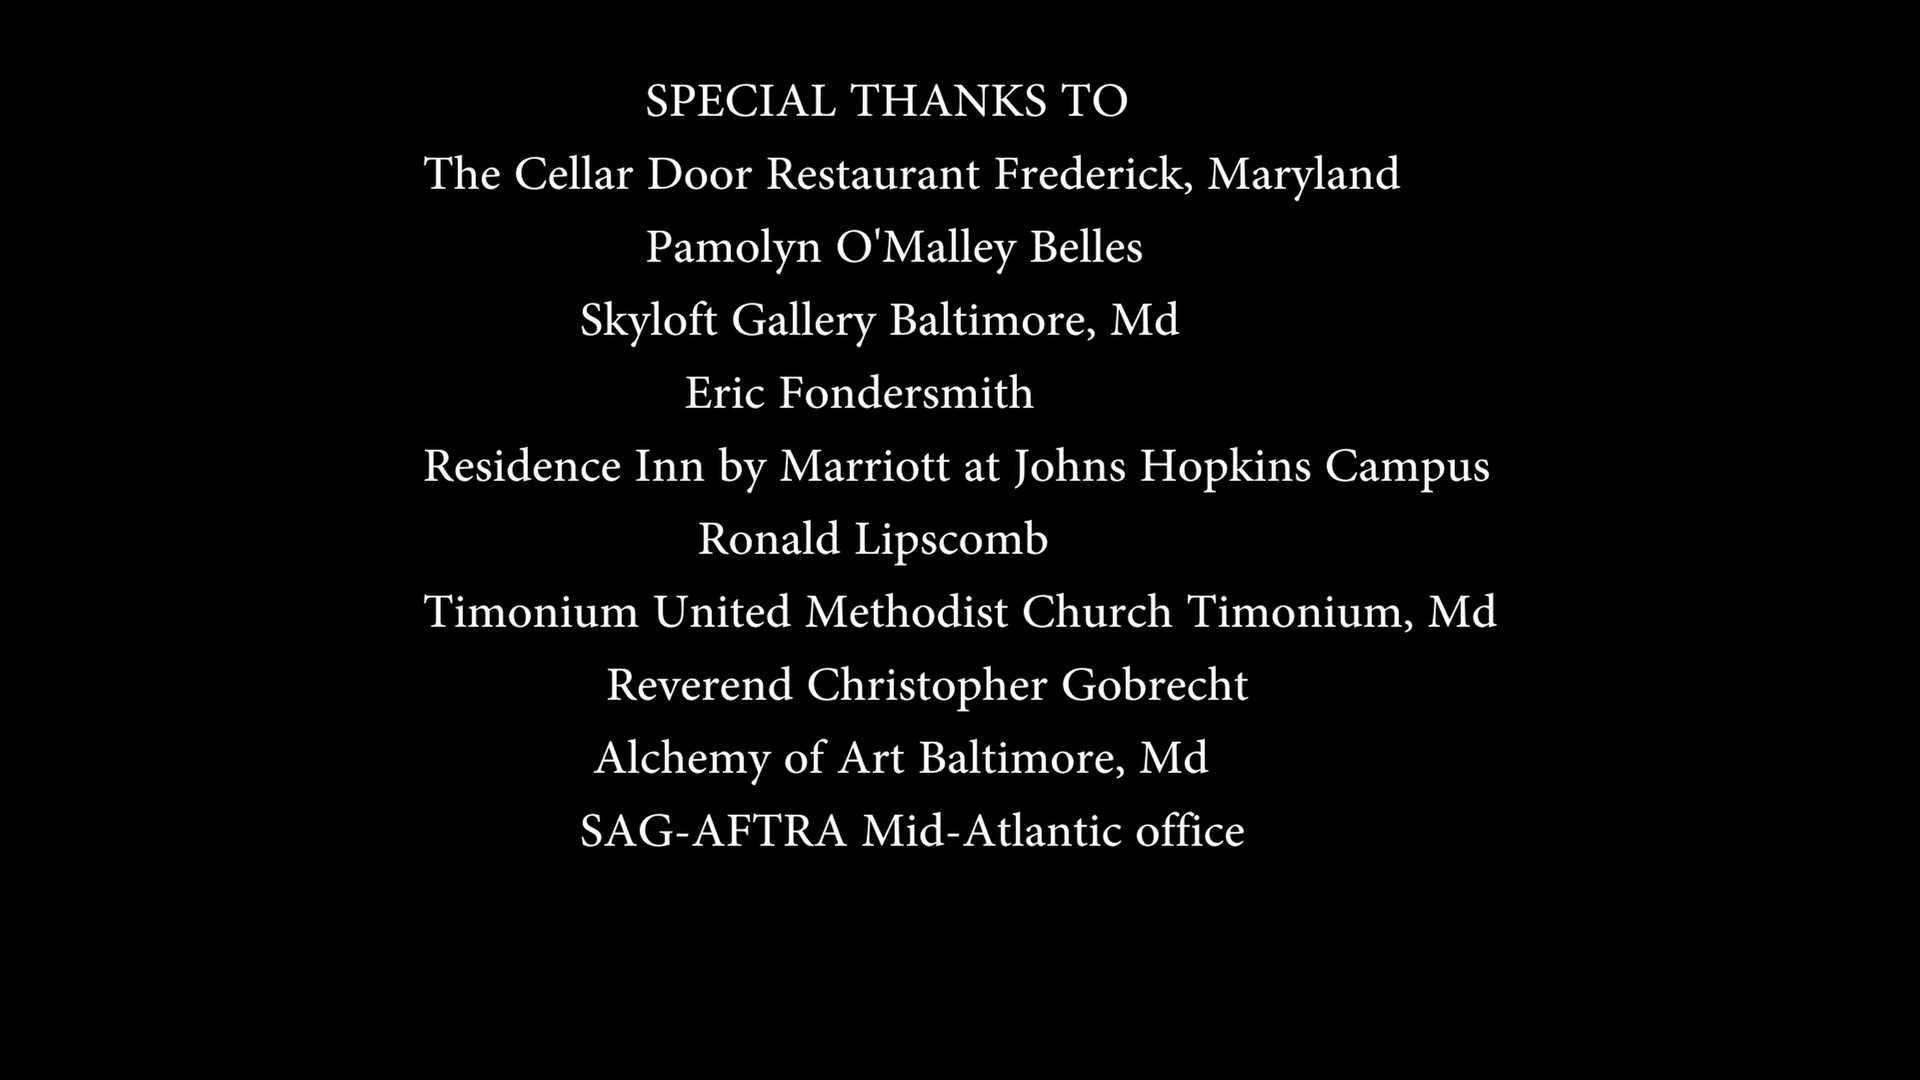 SPECIAL THANKS TO
The Cellar Door Restaurant Frederick, Maryland
Pamolyn O'Malley Belles
Skyloft Gallery Baltimore, Md
Eric Fondersmith
Residence Inn by Marriott at Johns Hopkins Campus
Ronald Lipscomb
Timonium United Methodist Church Timonium, Md
Reverend Christopher Gobrecht
Alchemy of Art Baltimore, Md
SAG-AFTRA Mid-Atlantic office